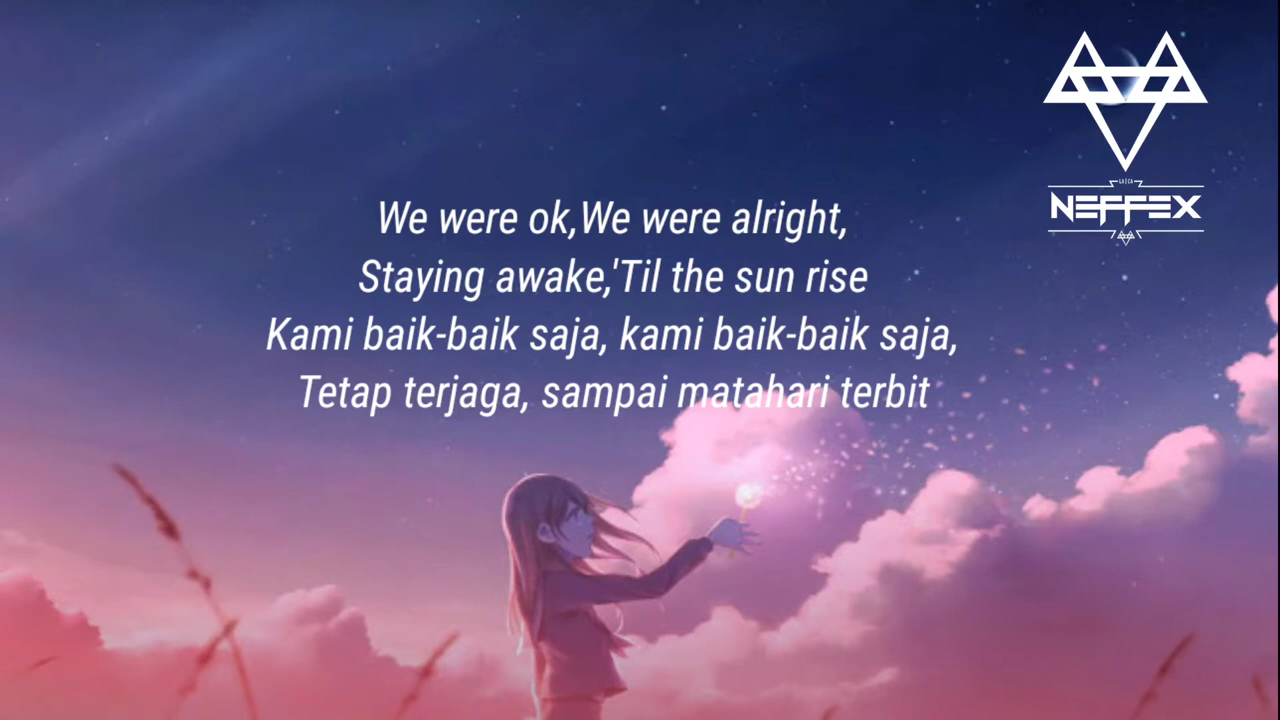 We were ok,We were alright,
Staying awake,'Til the sun rise
Kami baik-baik saja, kami baik-baik saja,
Tetap terjaga, sampai matahari terbit
NEFFEX